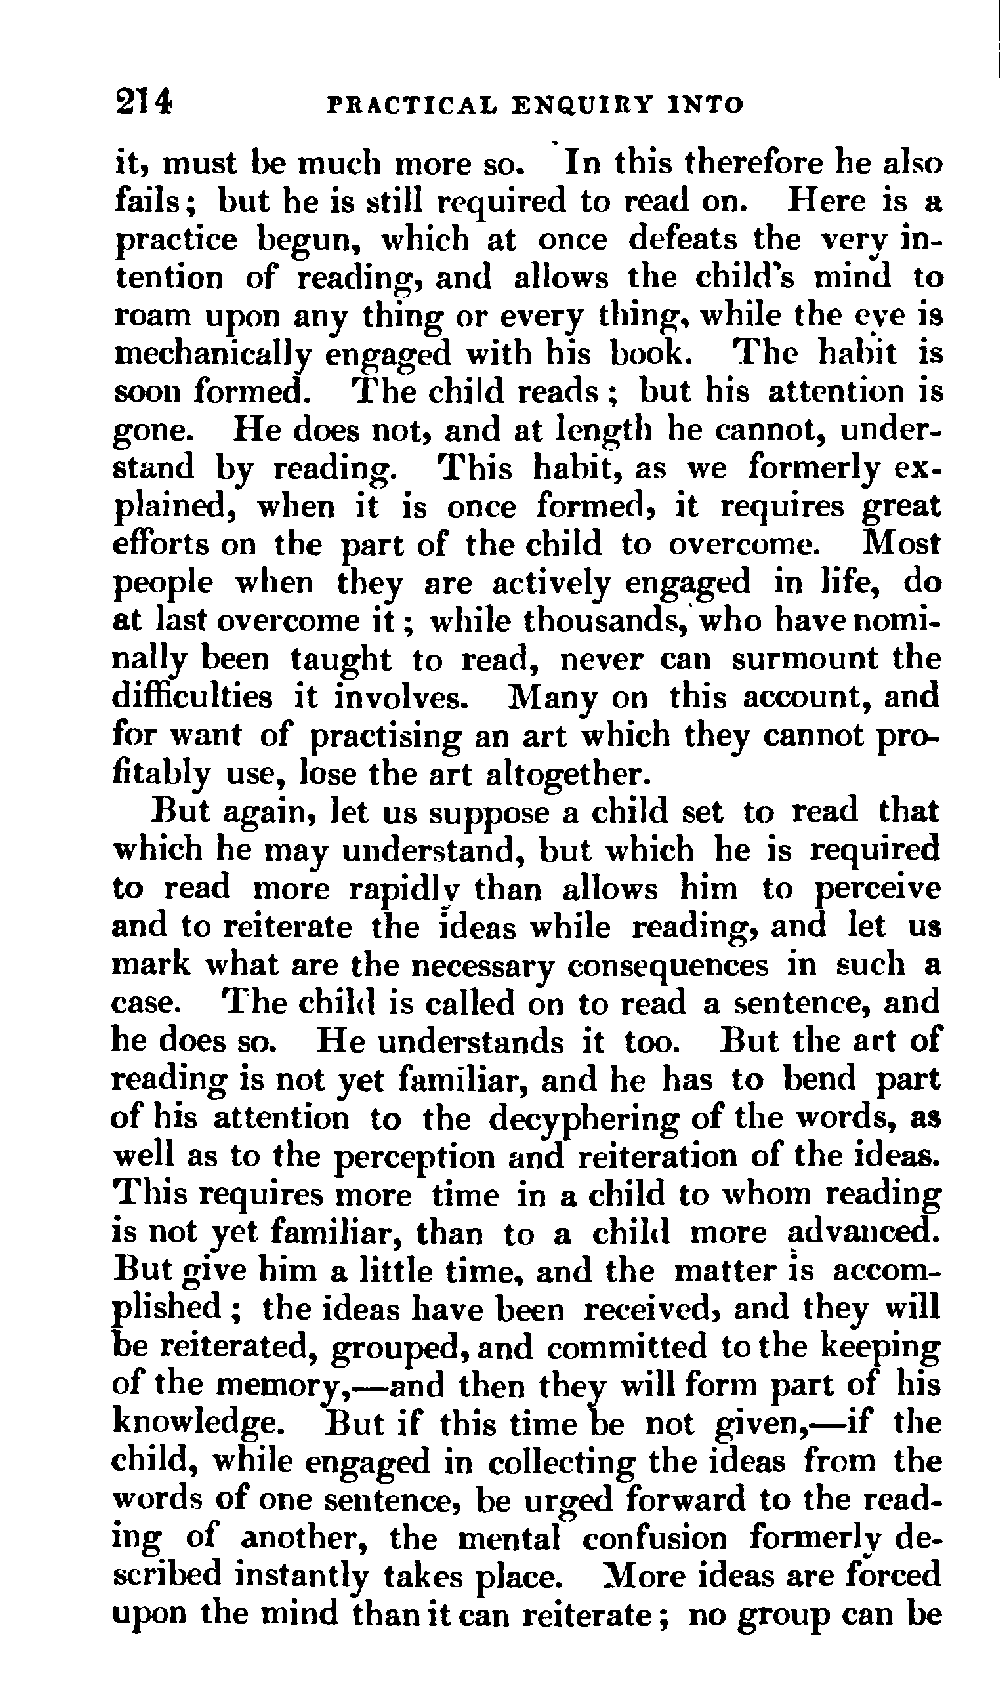 214 PRACTICAL ENQUIRY INTO
it, must be much more so. In this therefore he also
fails; but he is still required to read on. Here is a
practice begun, which at once defeats the very in-
tention of reading, and allows the child's mind to
roam upon any thing or every thing, while the eye is
mechanically engaged with his book. The habit is
soon formed. The child reads; but his attention is
gone. He does not, and at length he cannot, under-
stand by reading. This habit, as we formerly ex-
plained, when it is once formed, it requires great
efforts on the part of the child to overcome. Most
people when they are actively engaged in life, do
at last overcome it; while thousands, who have nomi-
nally been taught to read, never can surmount the
difficulties it involves. Many on this account, and
for want of practising an art which they cannot pro-
fitably use, lose the art altogether.
But again, let us suppose a child set to read that
which he may understand, but which he is required
to read more rapidly than allows him to perceive
and to reiterate the ideas while reading, and let us
mark what are the necessary consequences in such a
case. The child is called on to read a sentence, and
he does so. He understands it too. But the art of
reading is not yet familiar, and he has to bend part
of his attention to the decyphering of the words, as
well as to the perception and reiteration of the ideas.
This requires more time in a child to whom reading
is not yet familiar, than to a child more advanced.
But give him a little time, and the matter is accom-
plished; the ideas have been received, and they will
be reiterated, grouped, and committed to the keeping
of the memory,—and then they will form part of his
knowledge. But if this time be not given,—if the
child, while engaged in collecting the ideas from the
words of one sentence, be urged forward to the read-
ing of another, the mental confusion formerly de-
scribed instantly takes place. More ideas are forced
upon the mind than it can reiterate; no group can be